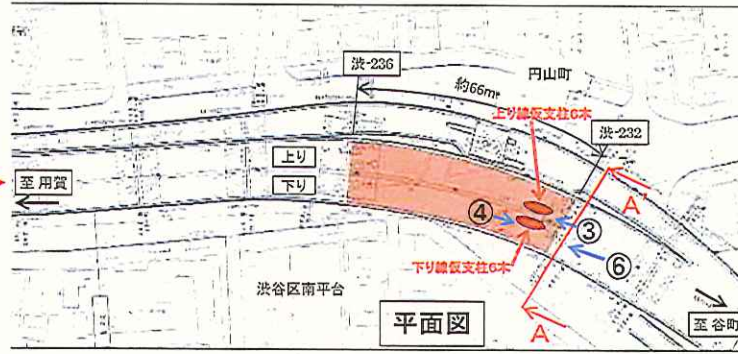 渋-236
円山町
約66m
上り線仮支柱6本
渋-232
上り
下り
至 用賀
A
④
③
⑥
下り線仮支柱6本
渋谷区南平台
平面図
A
至 谷町